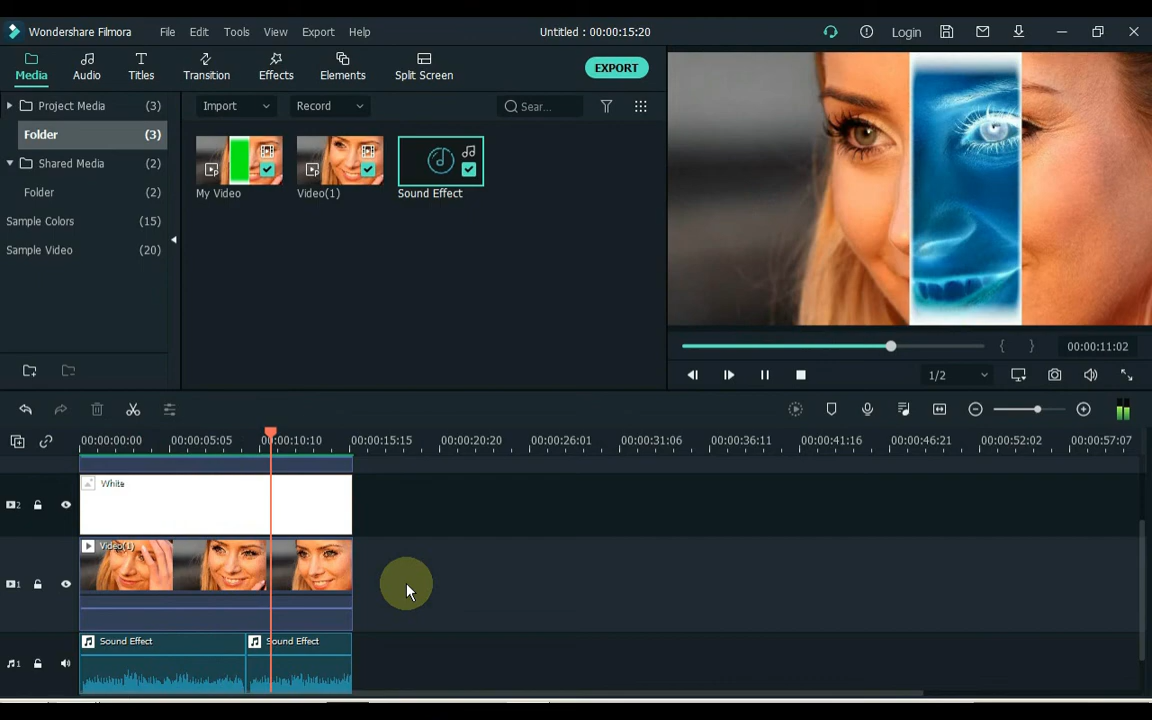 Wondershare Filmora File Edit Tools View Export Help Untitled : 00:00:15:20 Login
Media Audio Titles Transition Effects Elements Split Screen EXPORT
Project Media (3)
Folder (3)
Shared Media (2)
Folder (2)
Sample Colors (15)
Sample Video (20)
Import Record Sear...
My Video Video(1) Sound Effect
00:00:11:02
1/2
00:00:00:00 00:00:05:05 00:00:10:10 00:00:15:15 00:00:20:20 00:00:26:01 00:00:31:06 00:00:36:11 00:00:41:16 00:00:46:21 00:00:52:02 00:00:57:07
2 White
1 Video(1)
1 Sound Effect Sound Effect